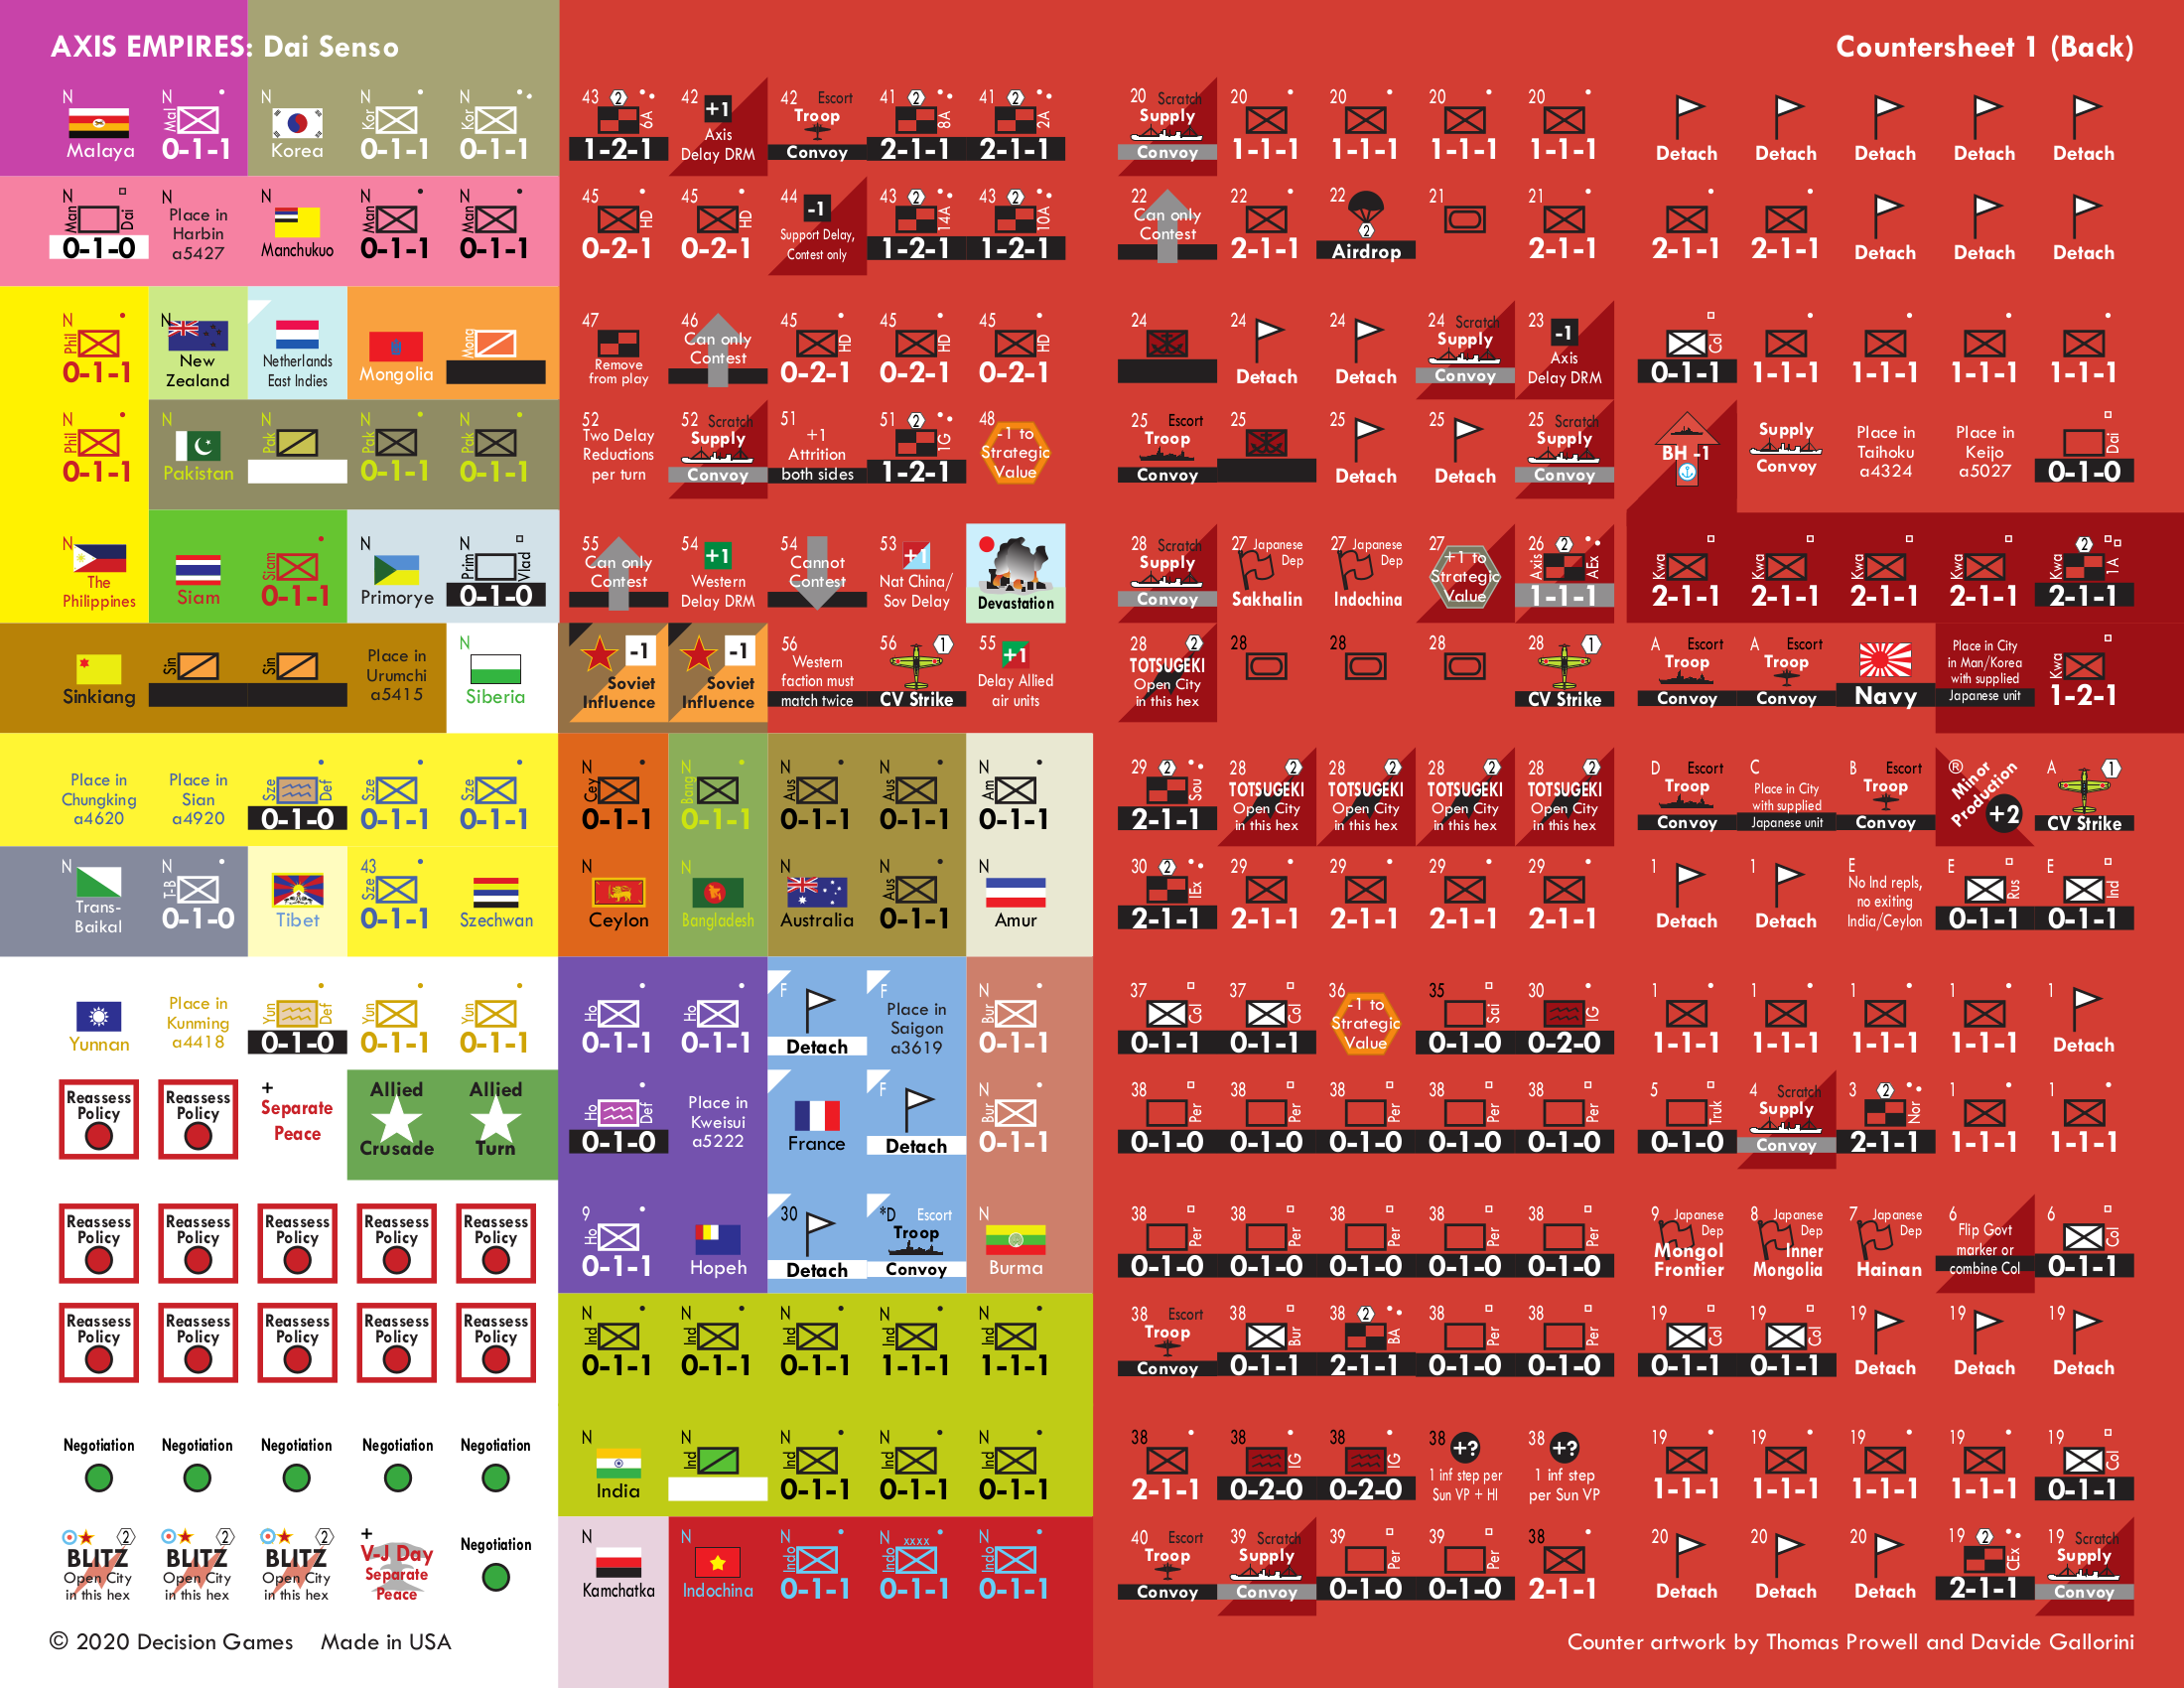 AXIS EMPIRES: Dai Senso
Countersheet 1 (Back)
N Malaya
N Mal 0-1-1
N Korea
N Kor 0-1-1
N Kor 0-1-1
43 2 6A 1-2-1
42 +1 Axis Delay DRM
42 Escort Troop Convoy
41 2 8A 2-1-1
41 2 2A 2-1-1
20 Scratch Supply Convoy
20 1-1-1
20 1-1-1
20 1-1-1
20 1-1-1
Detach
Detach
Detach
Detach
Detach
N Man Dai 0-1-0
N Place in Harbin a5427
N Manchukuo
N Man 0-1-1
N Man 0-1-1
45 HD 0-2-1
45 HD 0-2-1
44 -1 Support Delay, Contest only
43 2 14A 1-2-1
43 2 10A 1-2-1
22 Can only Contest
22 2-1-1
22 2 Airdrop
21
21 2-1-1
2-1-1
2-1-1
Detach
Detach
Detach
N Phil 0-1-1
N New Zealand
Netherlands East Indies
Mongolia
Mong
47 Remove from play
46 Can only Contest
45 HD 0-2-1
45 HD 0-2-1
45 HD 0-2-1
24
24 Detach
24 Detach
24 Scratch Supply Convoy
23 -1 Axis Delay DRM
Col 0-1-1
1-1-1
1-1-1
1-1-1
1-1-1
N Phil 0-1-1
N Pakistan
N Pak
N Pak 0-1-1
N Pak 0-1-1
52 Two Delay Reductions per turn
52 Scratch Supply Convoy
51 +1 Attrition both sides
51 2 1G 1-2-1
48 -1 to Strategic Value
25 Escort Troop Convoy
25
25 Detach
25 Detach
25 Scratch Supply Convoy
BH -1
Supply Convoy
Place in Taihoku a4324
Place in Keijo a5027
Dai 0-1-0
N The Philippines
Siam
Siam 0-1-1
N Primorye
N Prim Vlad 0-1-0
55 Can only Contest
54 +1 Western Delay DRM
54 Cannot Contest
53 +1 Nat China/ Sov Delay
Devastation
28 Scratch Supply Convoy
27 Japanese Dep Sakhalin
27 Japanese Dep Indochina
27 +1 to Strategic Value
26 2 Axis AEx 1-1-1
Kwa 2-1-1
Kwa 2-1-1
Kwa 2-1-1
Kwa 2-1-1
2 Kwa 1A 2-1-1
Sinkiang
Sin
Sin
Place in Urumchi a5415
N Siberia
-1 Soviet Influence
-1 Soviet Influence
56 Western faction must match twice
56 1 CV Strike
55 +1 Delay Allied air units
28 2 TOTSUGEKI Open City in this hex
28
28
28
28 1 CV Strike
A Escort Troop Convoy
A Escort Troop Convoy
Navy
Place in City in Man/Korea with supplied Japanese unit
Kwa 1-2-1
Place in Chungking a4620
Place in Sian a4920
Sze Def 0-1-0
Sze 0-1-1
Sze 0-1-1
N Cey 0-1-1
N Bang 0-1-1
N Aus 0-1-1
N Aus 0-1-1
N Am 0-1-1
29 2 Sou 2-1-1
28 2 TOTSUGEKI Open City in this hex
28 2 TOTSUGEKI Open City in this hex
28 2 TOTSUGEKI Open City in this hex
28 2 TOTSUGEKI Open City in this hex
D Escort Troop Convoy
C Place in City with supplied Japanese unit
B Escort Troop Convoy
® Minor Production +2
A 1 CV Strike
N Trans-Baikal
N T-B 0-1-0
Tibet
43 Sze 0-1-1
Szechwan
N Ceylon
N Bangladesh
N Australia
N Aus 0-1-1
N Amur
30 2 IEx 2-1-1
29 2-1-1
29 2-1-1
29 2-1-1
29 2-1-1
1 Detach
1 Detach
E No Ind repls, no exiting India/Ceylon
E Rus 0-1-1
E Ind 0-1-1
Yunnan
Place in Kunming a4418
Yun Def 0-1-0
Yun 0-1-1
Yun 0-1-1
Ho 0-1-1
Ho 0-1-1
F Detach
F Place in Saigon a3619
N Bur 0-1-1
37 Col 0-1-1
37 Col 0-1-1
36 -1 to Strategic Value
35 Sai 0-1-0
30 IG 0-2-0
1 1-1-1
1 1-1-1
1 1-1-1
1 1-1-1
1 Detach
Reassess Policy
Reassess Policy
+ Separate Peace
Allied Crusade
Allied Turn
Ho Def 0-1-0
Place in Kweisui a5222
France
F Detach
N Bur 0-1-1
38 Per 0-1-0
38 Per 0-1-0
38 Per 0-1-0
38 Per 0-1-0
38 Per 0-1-0
5 Truk 0-1-0
4 Scratch Supply Convoy
3 2 Nor 2-1-1
1 1-1-1
1 1-1-1
Reassess Policy
Reassess Policy
Reassess Policy
Reassess Policy
Reassess Policy
9 Ho 0-1-1
Hopeh
30 Detach
*D Escort Troop Convoy
N Burma
38 Per 0-1-0
38 Per 0-1-0
38 Per 0-1-0
38 Per 0-1-0
38 Per 0-1-0
9 Japanese Dep Mongol Frontier
8 Japanese Dep Inner Mongolia
7 Japanese Dep Hainan
6 Flip Govt marker or combine Col
6 Col 0-1-1
Reassess Policy
Reassess Policy
Reassess Policy
Reassess Policy
Reassess Policy
N Ind 0-1-1
N Ind 0-1-1
N Ind 0-1-1
N Ind 1-1-1
N Ind 1-1-1
38 Escort Troop Convoy
38 Bur 0-1-1
38 2 BA 2-1-1
38 Per 0-1-0
38 Per 0-1-0
19 Col 0-1-1
19 Col 0-1-1
19 Detach
19 Detach
19 Detach
Negotiation
Negotiation
Negotiation
Negotiation
Negotiation
N India
N Ind
N Ind 0-1-1
N Ind 0-1-1
N Ind 0-1-1
38 2-1-1
38 IG 0-2-0
38 IG 0-2-0
38 +? 1 inf step per Sun VP + HI
38 +? 1 inf step per Sun VP
19 1-1-1
19 1-1-1
19 1-1-1
19 1-1-1
19 Col 0-1-1
2 BLITZ Open City in this hex
2 BLITZ Open City in this hex
2 BLITZ Open City in this hex
+ V-J Day Separate Peace
Negotiation
N Kamchatka
N Indochina
N Indo 0-1-1
N Indo xxxx 0-1-1
N Indo 0-1-1
40 Escort Troop Convoy
39 Scratch Supply Convoy
39 Per 0-1-0
39 Per 0-1-0
38 2-1-1
20 Detach
20 Detach
20 Detach
19 2 CEx 2-1-1
19 Scratch Supply Convoy
© 2020 Decision Games Made in USA
Counter artwork by Thomas Prowell and Davide Gallorini